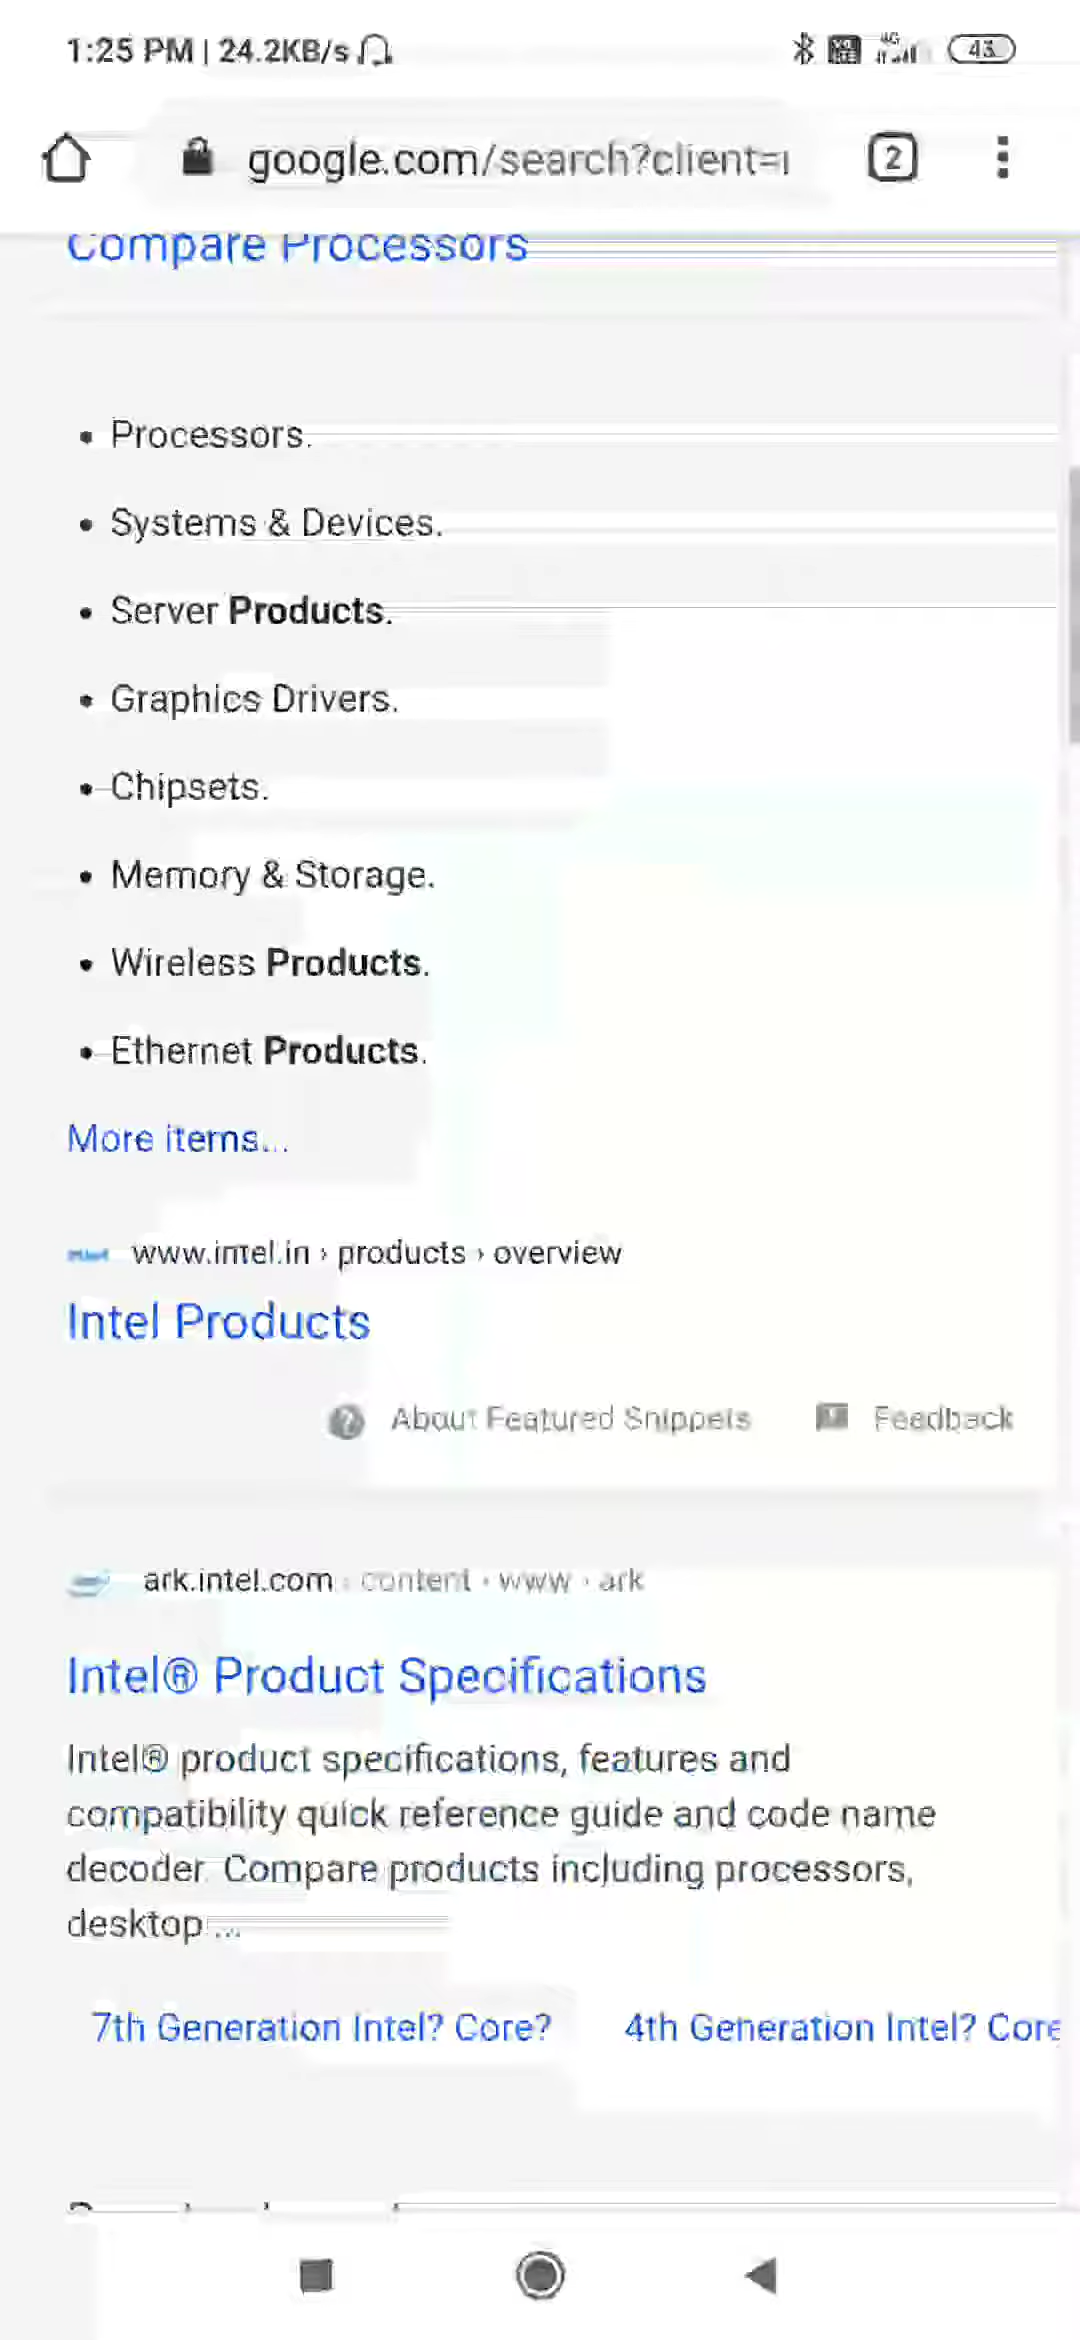 1:25 PM | 24.2KB/s
4G
43
google.com/search?client=
2
Compare Processors
• Processors.
• Systems & Devices.
• Server Products.
• Graphics Drivers.
• Chipsets.
• Memory & Storage.
• Wireless Products.
• Ethernet Products.
More items...
www.intel.in › products › overview
Intel Products
About Featured Snippets
Feedback
ark.intel.com › content › www › ark
Intel® Product Specifications
Intel® product specifications, features and
compatibility quick reference guide and code name
decoder. Compare products including processors,
desktop ...
7th Generation Intel? Core?
4th Generation Intel? Core